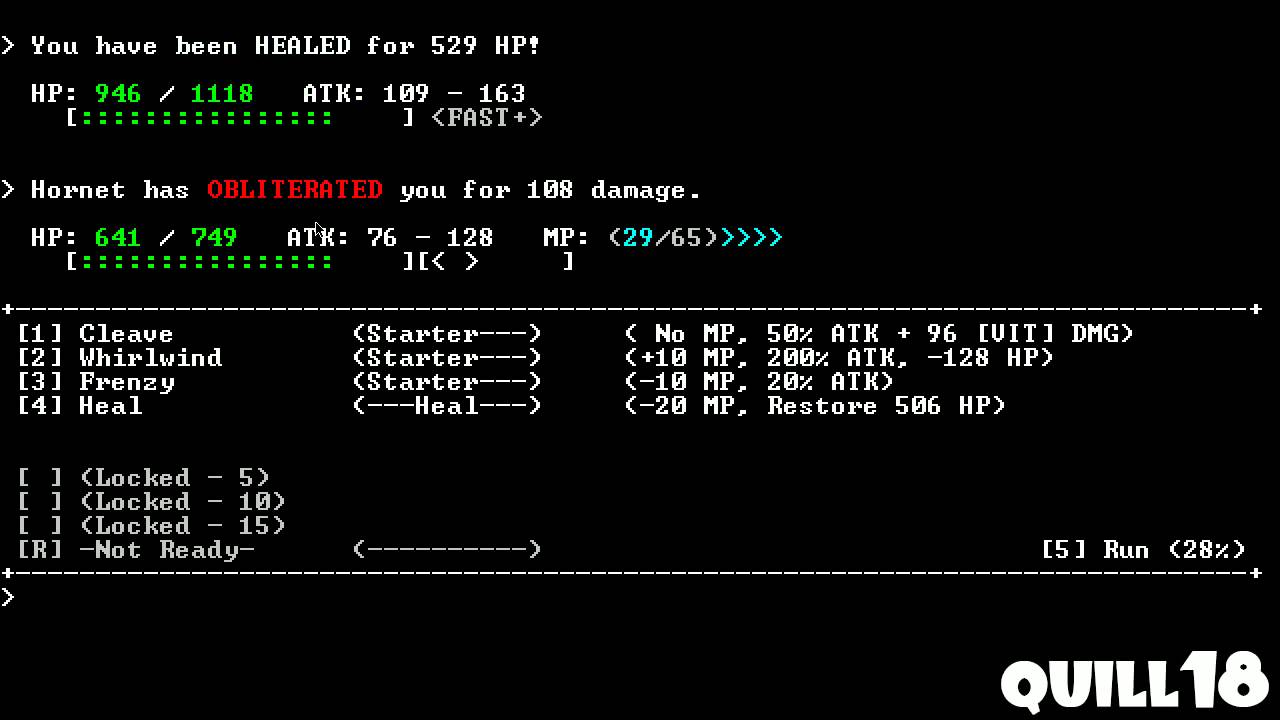 > You have been HEALED for 529 HP!
HP: 946 / 1118 ATK: 109 - 163
[:::::::::::::::: ] <FAST+>
> Hornet has OBLITERATED you for 108 damage.
HP: 641 / 749 ATK: 76 - 128 MP: (29/65)>>>>
[:::::::::::::::: ][< > ]
+------------------------------------------------------------------------------+
[1] Cleave (Starter---) ( No MP, 50% ATK + 96 [VIT] DMG)
[2] Whirlwind (Starter---) (+10 MP, 200% ATK, -128 HP)
[3] Frenzy (Starter---) (-10 MP, 20% ATK)
[4] Heal (---Heal---) (-20 MP, Restore 506 HP)
[ ] (Locked - 5)
[ ] (Locked - 10)
[ ] (Locked - 15)
[R] -Not Ready- (----------) [5] Run (28%)
+------------------------------------------------------------------------------+
>
QUILL18